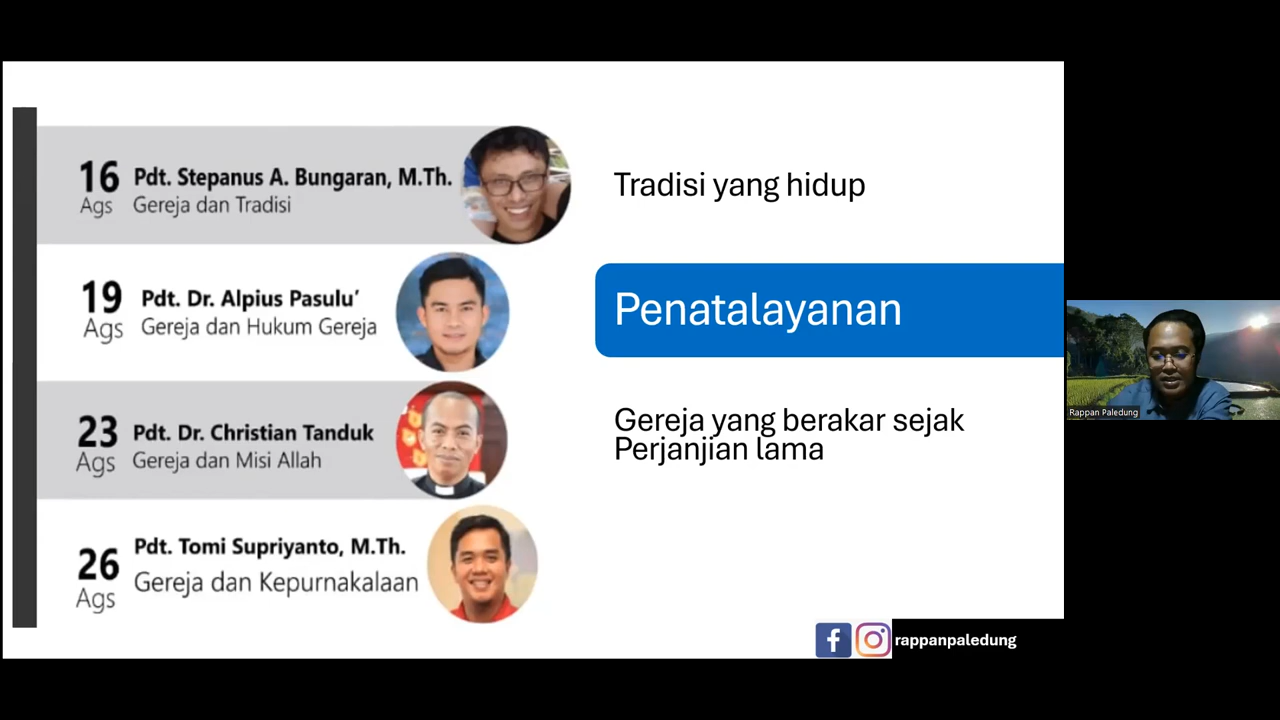 16
Ags
Pdt. Stepanus A. Bungaran, M.Th.
Gereja dan Tradisi
19
Ags
Pdt. Dr. Alpius Pasulu'
Gereja dan Hukum Gereja
23
Ags
Pdt. Dr. Christian Tanduk
Gereja dan Misi Allah
26
Ags
Pdt. Tomi Supriyanto, M.Th.
Gereja dan Kepurnakalaan
Tradisi yang hidup
Penatalayanan
Gereja yang berakar sejak
Perjanjian lama
f
rappanpaledung
Rappan Paledung